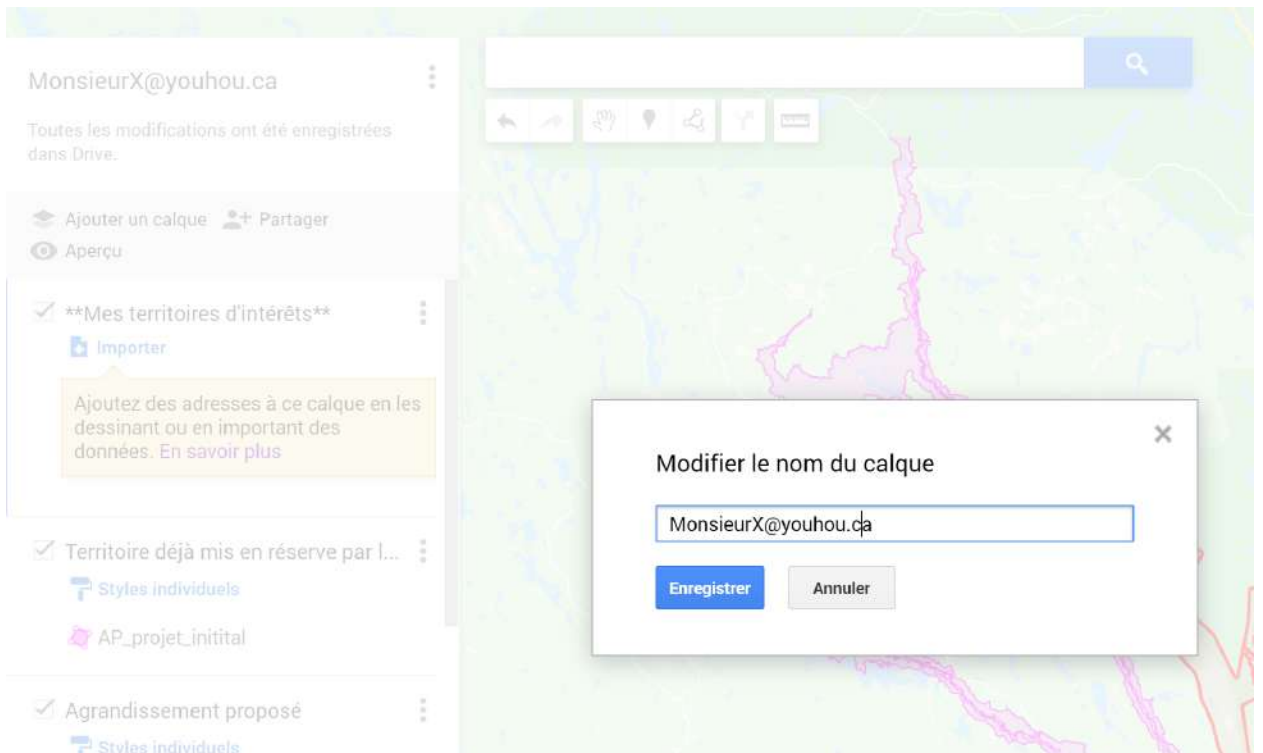 MonsieurX@youhou.ca
Toutes les modifications ont été enregistrées
dans Drive.
Ajouter un calque
Partager
Aperçu
**Mes territoires d'intérêts**
Importer
Ajoutez des adresses à ce calque en les
dessinant ou en important des
données. En savoir plus
Territoire déjà mis en réserve par l...
Styles individuels
AP_projet_initital
Agrandissement proposé
Styles individuels
Modifier le nom du calque
MonsieurX@youhou.ca
Enregistrer
Annuler